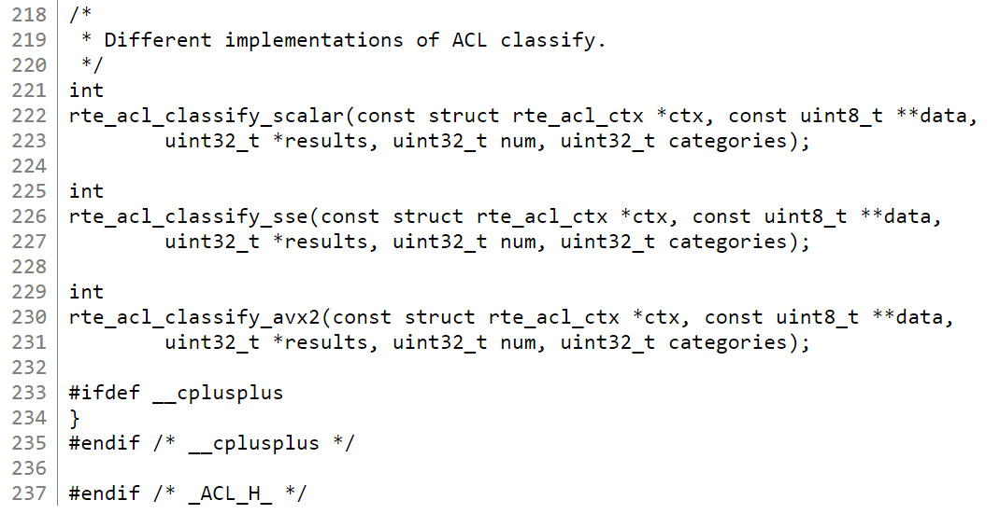 218 /*
219  * Different implementations of ACL classify.
220  */
221 int
222 rte_acl_classify_scalar(const struct rte_acl_ctx *ctx, const uint8_t **data,
223         uint32_t *results, uint32_t num, uint32_t categories);
224
225 int
226 rte_acl_classify_sse(const struct rte_acl_ctx *ctx, const uint8_t **data,
227         uint32_t *results, uint32_t num, uint32_t categories);
228
229 int
230 rte_acl_classify_avx2(const struct rte_acl_ctx *ctx, const uint8_t **data,
231         uint32_t *results, uint32_t num, uint32_t categories);
232
233 #ifdef __cplusplus
234 }
235 #endif /* __cplusplus */
236
237 #endif /* _ACL_H_ */